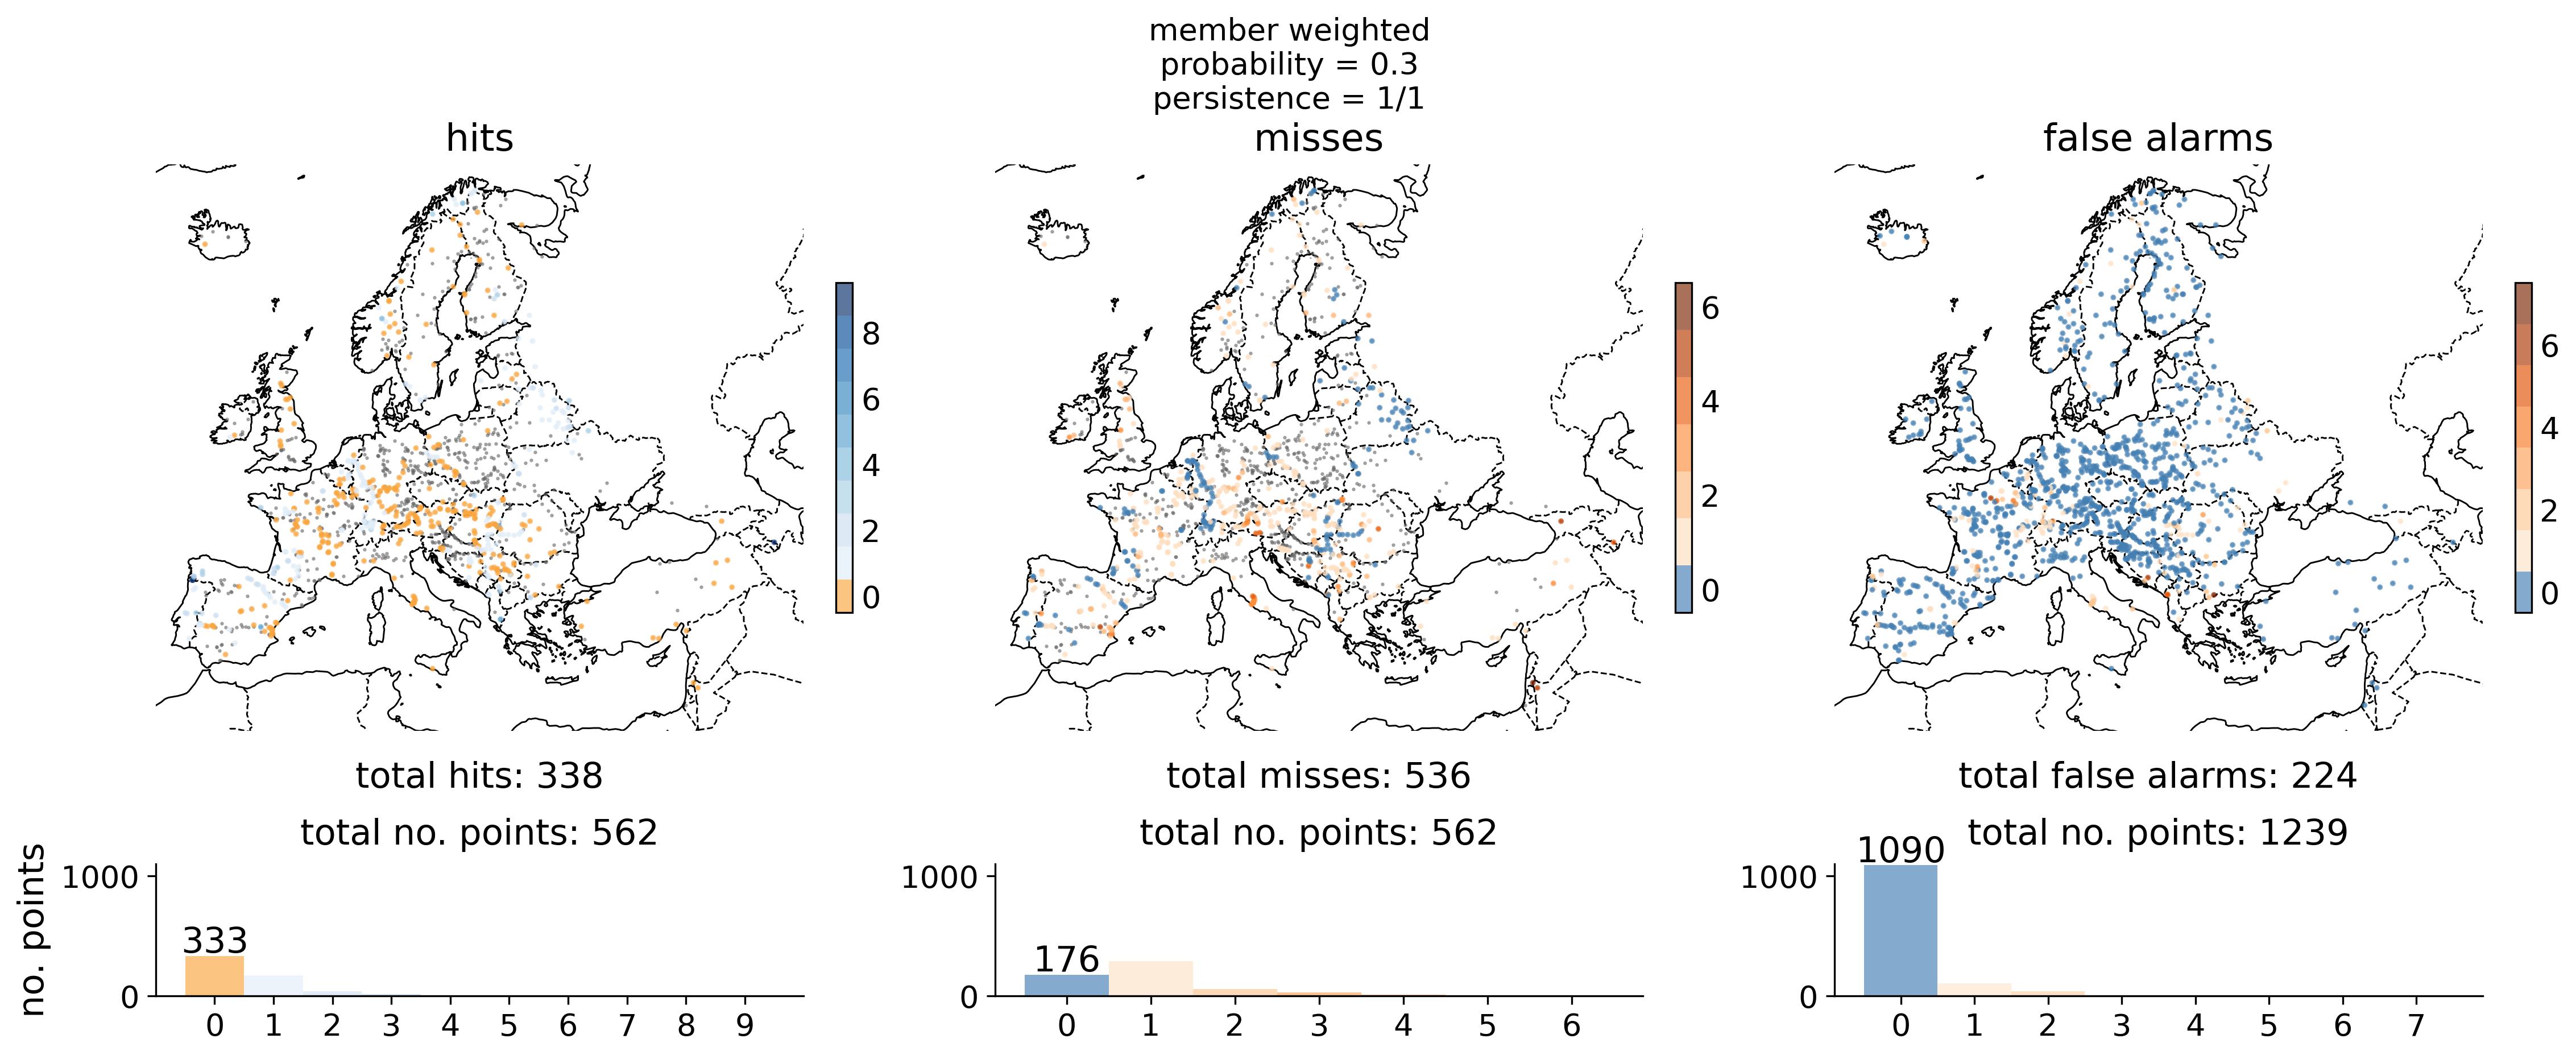 member weighted
probability = 0.3
persistence = 1/1
hits
misses
false alarms
8
6
4
2
0
6
4
2
0
6
4
2
0
total hits: 338
total no. points: 562
total misses: 536
total no. points: 562
total false alarms: 224
total no. points: 1239
no. points
1000
0
333
0 1 2 3 4 5 6 7 8 9
1000
0
176
0 1 2 3 4 5 6
1000
0
1090
0 1 2 3 4 5 6 7